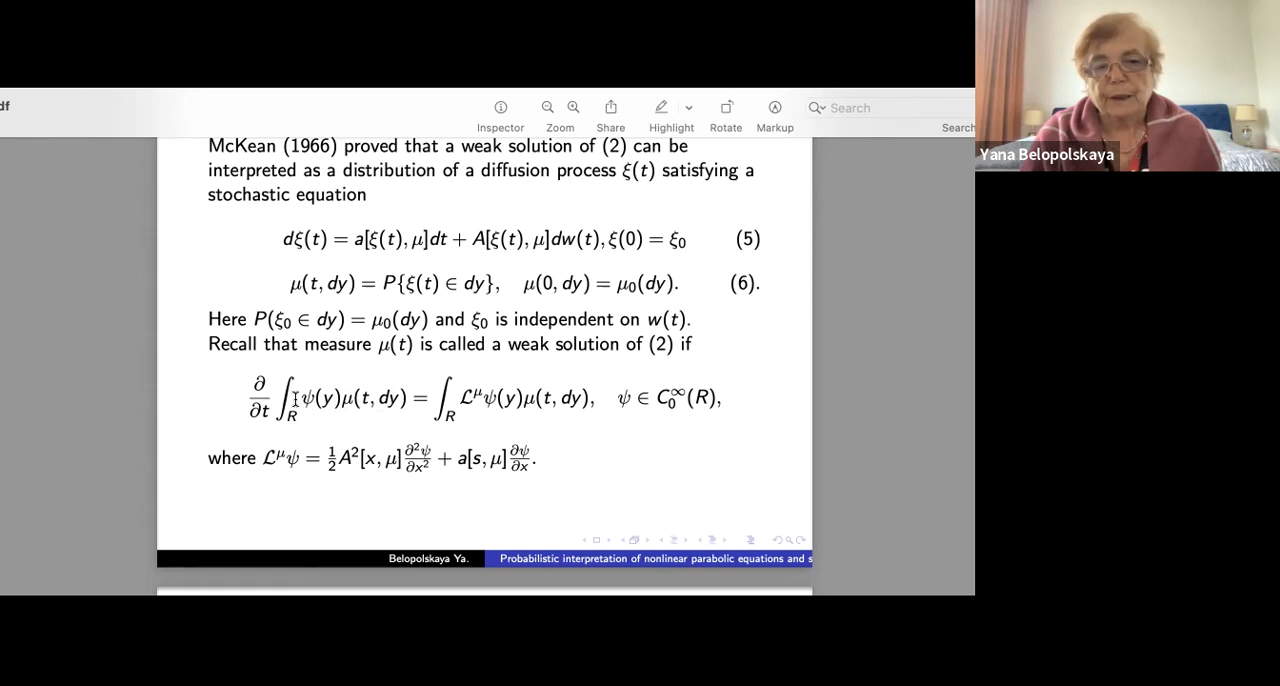 df
Inspector
Zoom
Share
Highlight
Rotate
Markup
Search
Search
Yana Belopolskaya
McKean (1966) proved that a weak solution of (2) can be
interpreted as a distribution of a diffusion process ξ(t) satisfying a
stochastic equation
dξ(t) = a[ξ(t), μ]dt + A[ξ(t), μ]dw(t), ξ(0) = ξ₀ (5)
μ(t, dy) = P{ξ(t) ∈ dy}, μ(0, dy) = μ₀(dy). (6).
Here P(ξ₀ ∈ dy) = μ₀(dy) and ξ₀ is independent on w(t).
Recall that measure μ(t) is called a weak solution of (2) if
∂/∂t ∫_R ψ(y)μ(t, dy) = ∫_R ℒ^μ ψ(y)μ(t, dy), ψ ∈ C₀^∞(R),
where ℒ^μ ψ = ½A²[x, μ] ∂²ψ/∂x² + a[s, μ] ∂ψ/∂x.
Belopolskaya Ya. Probabilistic interpretation of nonlinear parabolic equations and s